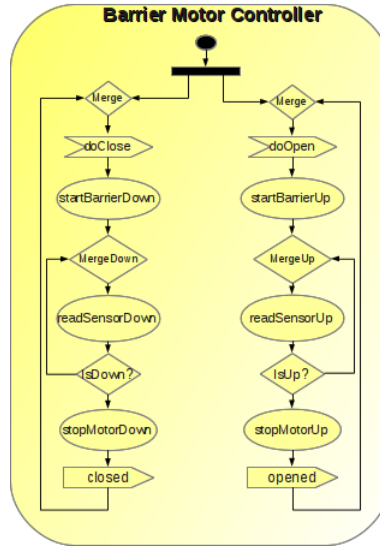 Barrier Motor Controller
Merge
Merge
doClose
doOpen
startBarrierDown
startBarrierUp
MergeDown
MergeUp
readSensorDown
readSensorUp
IsDown?
IsUp?
stopMotorDown
stopMotorUp
closed
opened